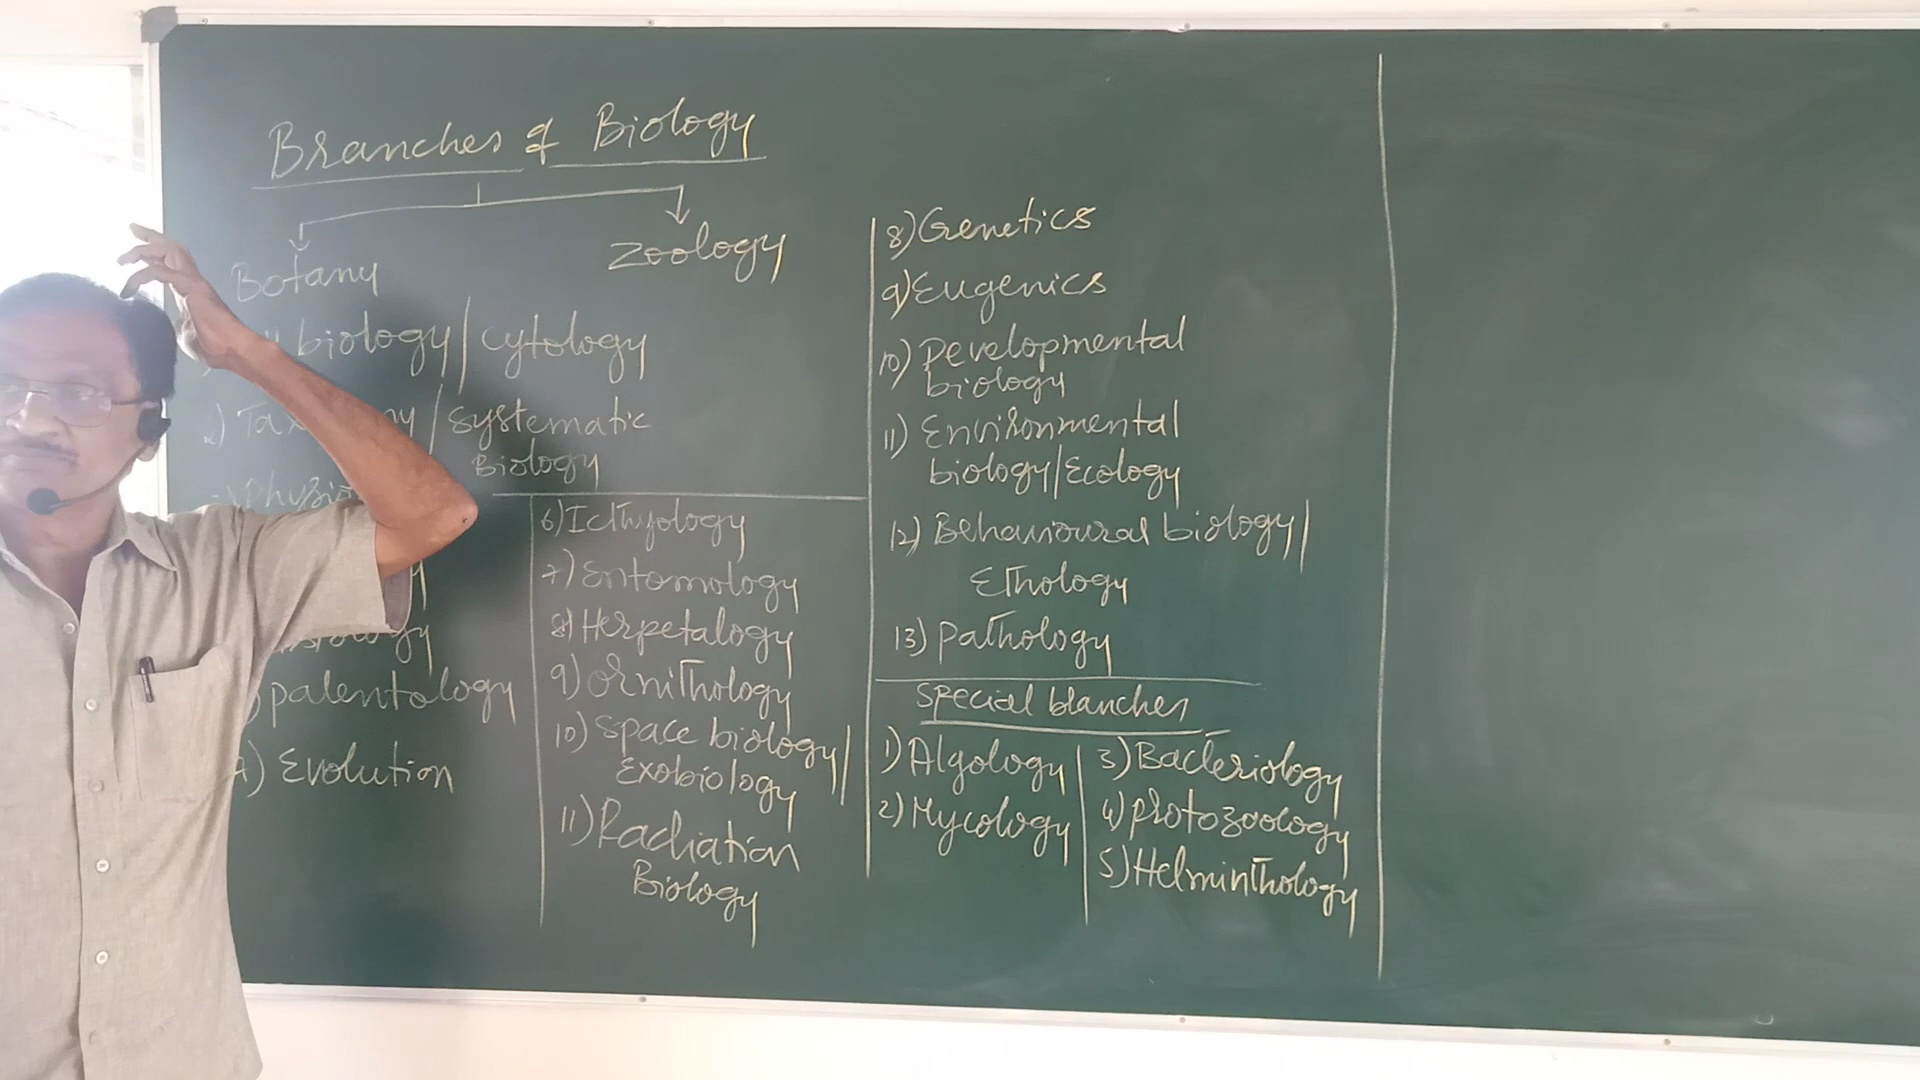 Branches of Biology
Botany
Zoology
biology/cytology
2) Systematic
Biology
palentology
7) Evolution
6) Icthyology
7) Entomology
8) Herpetalogy
9) Ornithology
10) Space biology/
Exobiology
11) Radiation
Biology
8) Genetics
9) Eugenics
10) Developmental
biology
11) Environmental
biology/Ecology
12) Behavioural biology/
Ethology
13) Pathology
Special blanches
1) Algology
2) Mycology
3) Bacteriology
4) protozoology
5) Helminthology